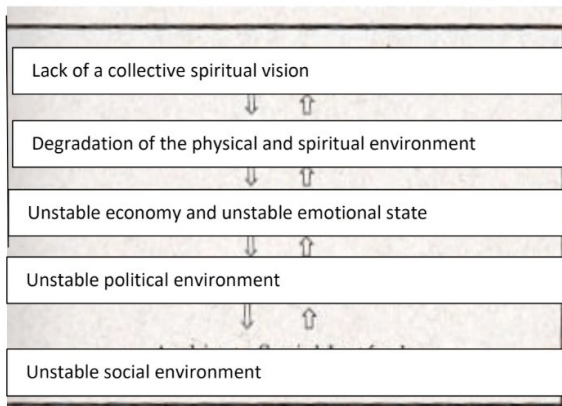 Lack of a collective spiritual vision
Degradation of the physical and spiritual environment
Unstable economy and unstable emotional state
Unstable political environment
Unstable social environment